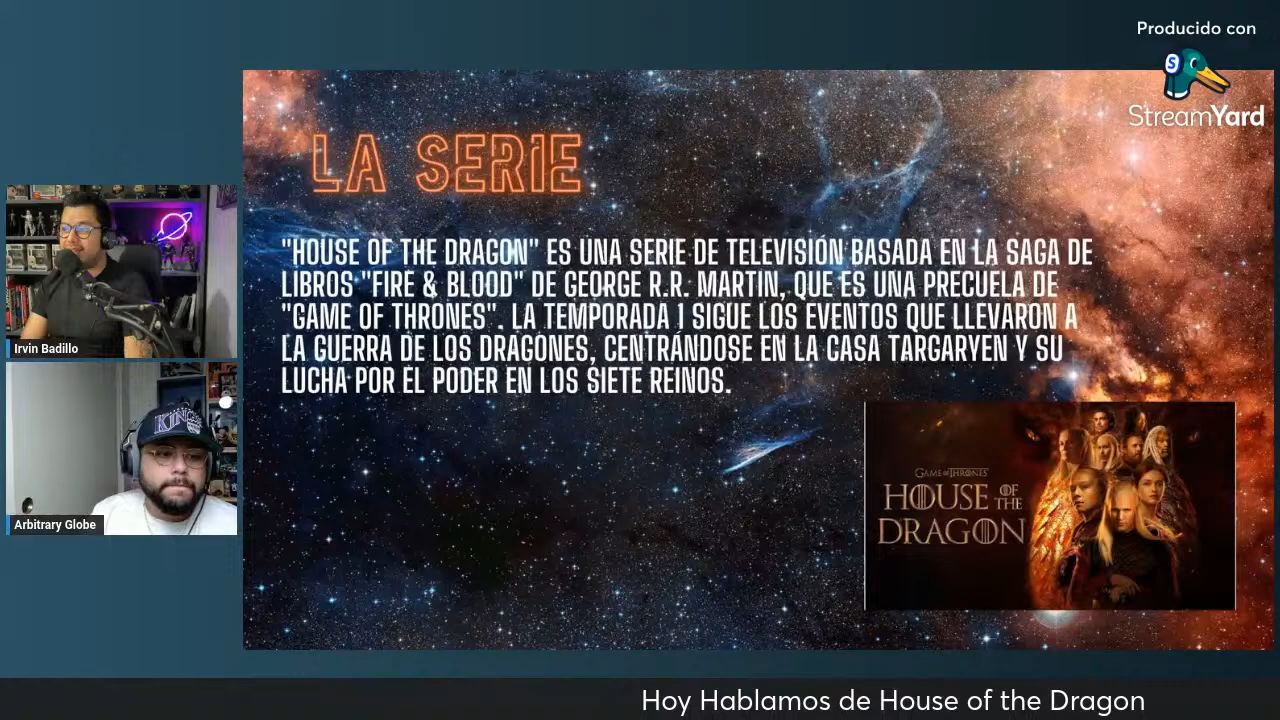 Producido con
StreamYard
LA SERIE
"HOUSE OF THE DRAGON" ES UNA SERIE DE TELEVISIÓN BASADA EN LA SAGA DE
LIBROS "FIRE & BLOOD" DE GEORGE R.R. MARTIN, QUE ES UNA PRECUELA DE
"GAME OF THRONES". LA TEMPORADA 1 SIGUE LOS EVENTOS QUE LLEVARON A
LA GUERRA DE LOS DRAGONES, CENTRÁNDOSE EN LA CASA TARGARYEN Y SU
LUCHA POR EL PODER EN LOS SIETE REINOS.
Irvin Badillo
KINGS
Arbitrary Globe
GAME OF THRONES
HOUSE OF THE
DRAGON
Hoy Hablamos de House of the Dragon